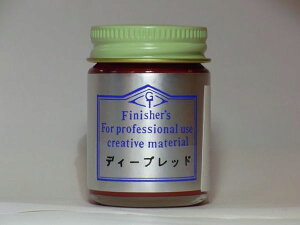 G
Finisher's
For professional use
creative material
ディープレッド